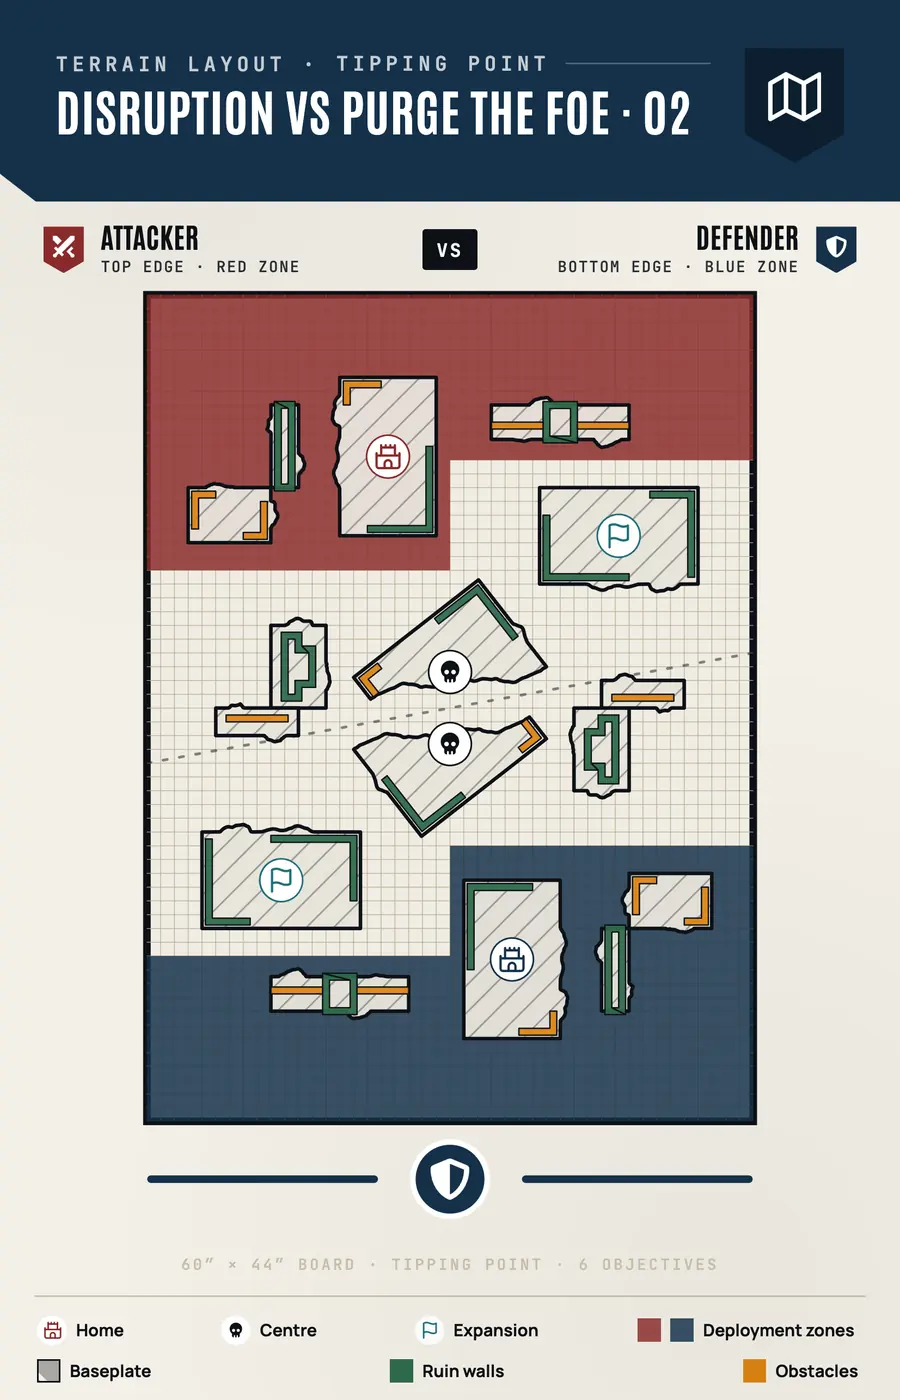 TERRAIN LAYOUT · TIPPING POINT
DISRUPTION VS PURGE THE FOE · 02
ATTACKER
TOP EDGE · RED ZONE
VS
DEFENDER
BOTTOM EDGE · BLUE ZONE
60″ × 44″ BOARD · TIPPING POINT · 6 OBJECTIVES
Home
Centre
Expansion
Deployment zones
Baseplate
Ruin walls
Obstacles